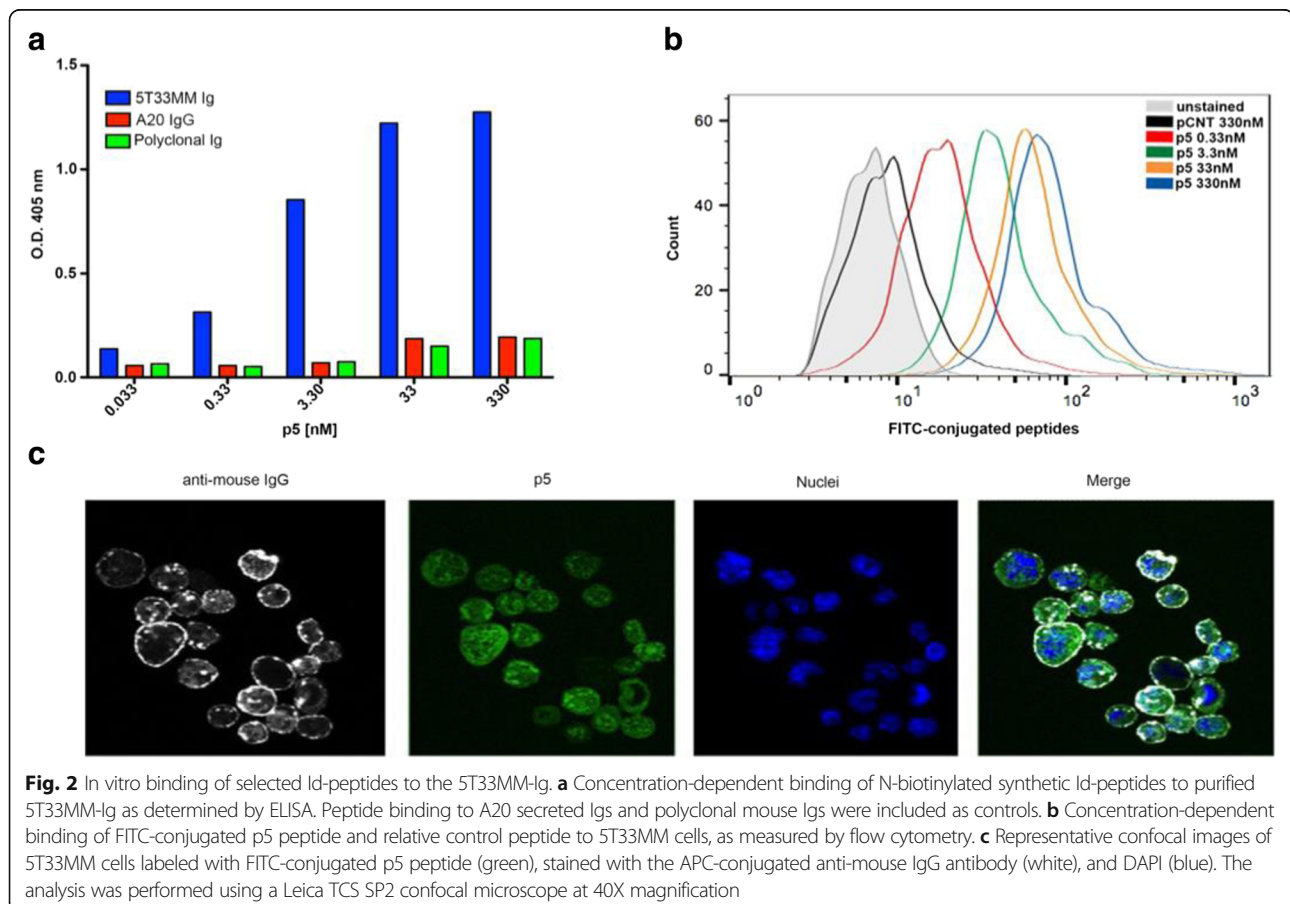 a
1.5
1.0
0.5
0.0
O.D. 405 nm
5T33MM Ig
A20 IgG
Polyclonal Ig
0.033
0.33
3.30
33
330
p5 [nM]
b
60
40
20
0
Count
unstained
pCNT 330nM
p5 0.33nM
p5 3.3nM
p5 33nM
p5 330nM
10⁰
10¹
10²
10³
FITC-conjugated peptides
c
anti-mouse IgG
p5
Nuclei
Merge
Fig. 2 In vitro binding of selected Id-peptides to the 5T33MM-Ig. a Concentration-dependent binding of N-biotinylated synthetic Id-peptides to purified
5T33MM-Ig as determined by ELISA. Peptide binding to A20 secreted Igs and polyclonal mouse Igs were included as controls. b Concentration-dependent
binding of FITC-conjugated p5 peptide and relative control peptide to 5T33MM cells, as measured by flow cytometry. c Representative confocal images of
5T33MM cells labeled with FITC-conjugated p5 peptide (green), stained with the APC-conjugated anti-mouse IgG antibody (white), and DAPI (blue). The
analysis was performed using a Leica TCS SP2 confocal microscope at 40X magnification